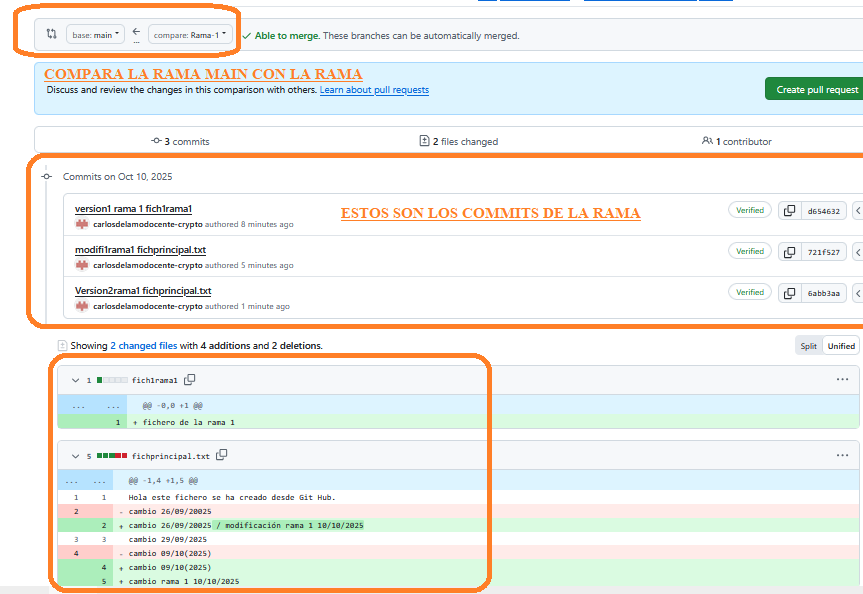 base: main compare: Rama-1 Able to merge. These branches can be automatically merged.
COMPARA LA RAMA MAIN CON LA RAMA
Discuss and review the changes in this comparison with others. Learn about pull requests
Create pull request
3 commits 2 files changed 1 contributor
Commits on Oct 10, 2025
version1 rama 1 fich1rama1
carlosdelamodocente-crypto authored 8 minutes ago
Verified d654632
ESTOS SON LOS COMMITS DE LA RAMA
modifi1rama1 fichprincipal.txt
carlosdelamodocente-crypto authored 5 minutes ago
Verified 721f527
Version2rama1 fichprincipal.txt
carlosdelamodocente-crypto authored 1 minute ago
Verified 6abb3aa
Showing 2 changed files with 4 additions and 2 deletions.
Split Unified
1 fich1rama1
... ... @@ -0,0 +1 @@
1 + fichero de la rama 1
5 fichprincipal.txt
... ... @@ -1,4 +1,5 @@
1 1 Hola este fichero se ha creado desde Git Hub.
2 - cambio 26/09/20025
2 + cambio 26/09/20025 / modificación rama 1 10/10/2025
3 3 cambio 29/09/2025
4 - cambio 09/10(2025)
4 + cambio 09/10(2025)
5 + cambio rama 1 10/10/2025